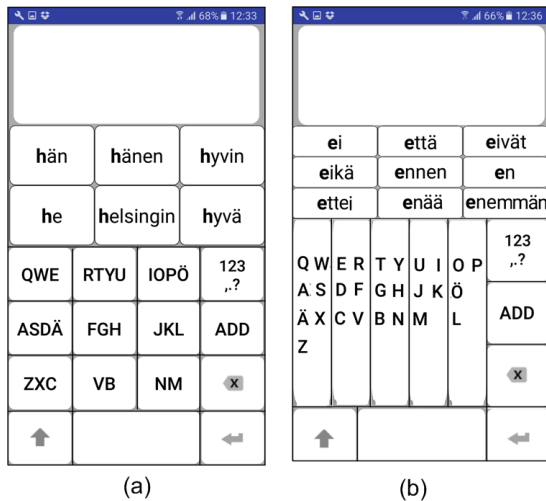 68% 12:33
hän hänen hyvin
he helsingin hyvä
QWE RTYU IOPÖ 123 ,.?
ASDÄ FGH JKL ADD
ZXC VB NM X
(a)
66% 12:36
ei että eivät
eikä ennen en
ettei enää enemmän
Q W E R T Y U I O P 123
A S D F G H J K Ö ,.?
Ä X C V B N M L ADD
Z
X
(b)